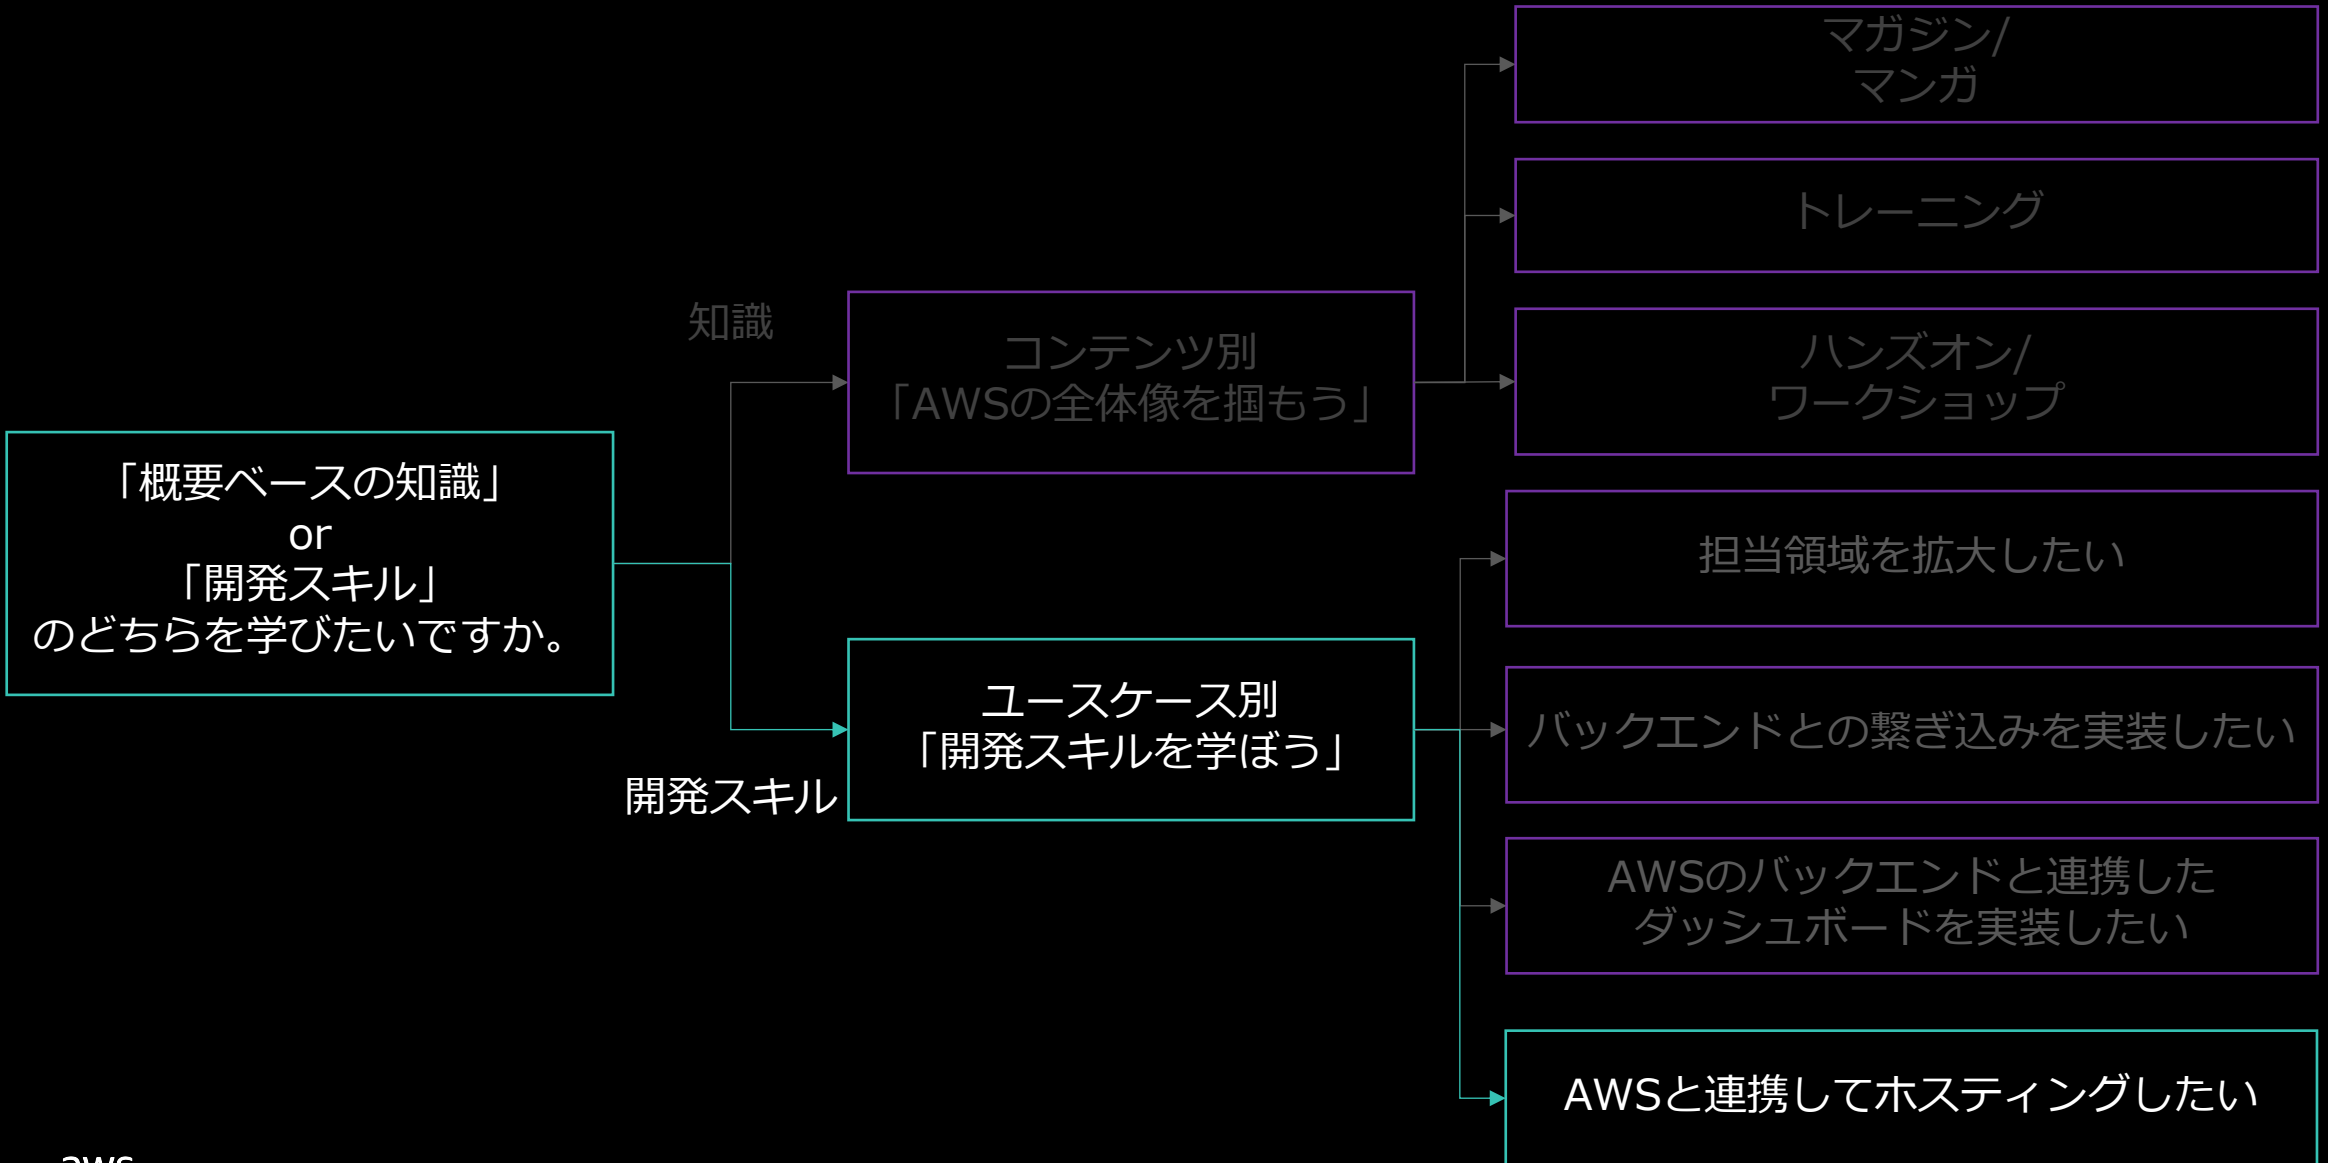 マガジン/
マンガ
トレーニング
知識
コンテンツ別
「AWSの全体像を掴もう」
ハンズオン/
ワークショップ
「概要ベースの知識」
or
「開発スキル」
のどちらを学びたいですか。
担当領域を拡大したい
ユースケース別
「開発スキルを学ぼう」
開発スキル
バックエンドとの繋ぎ込みを実装したい
AWSのバックエンドと連携した
ダッシュボードを実装したい
AWSと連携してホスティングしたい
aws